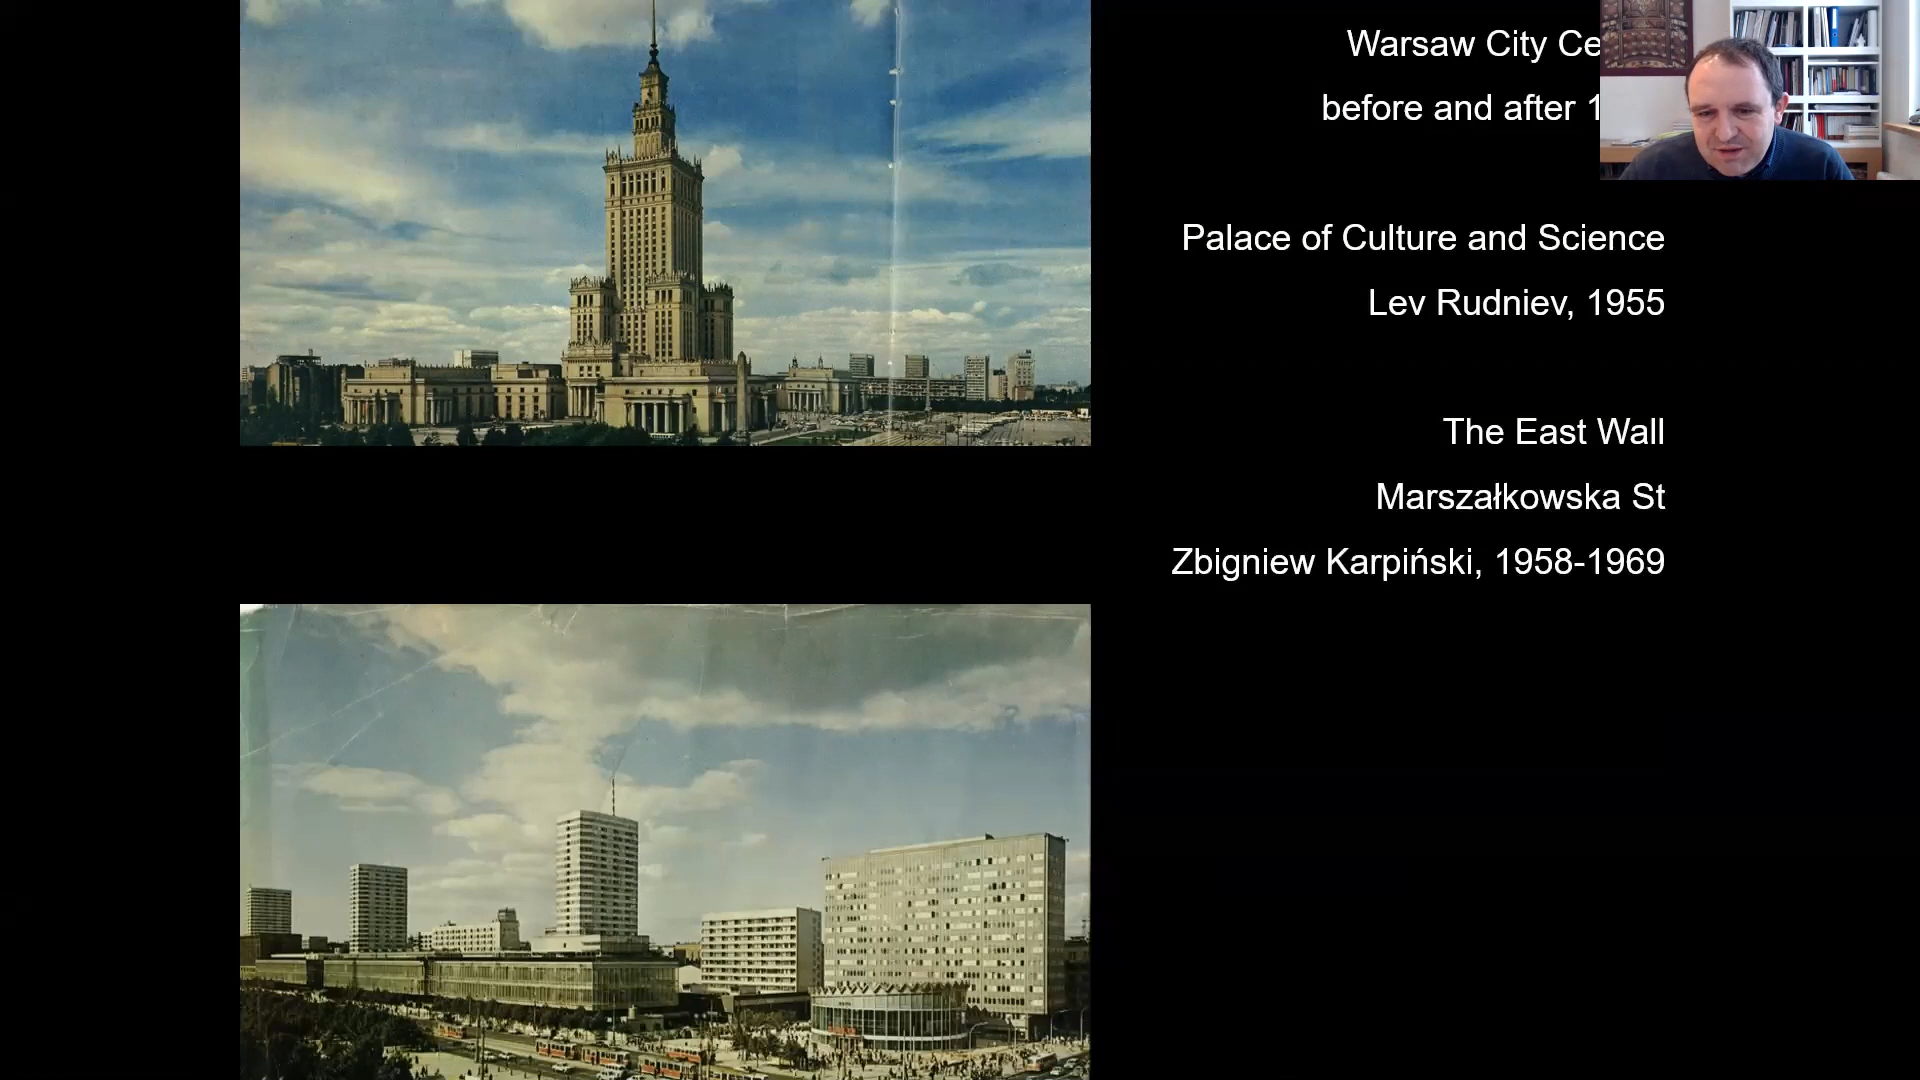 Warsaw City Ce
before and after 1
Palace of Culture and Science
Lev Rudniev, 1955
The East Wall
Marszałkowska St
Zbigniew Karpiński, 1958-1969